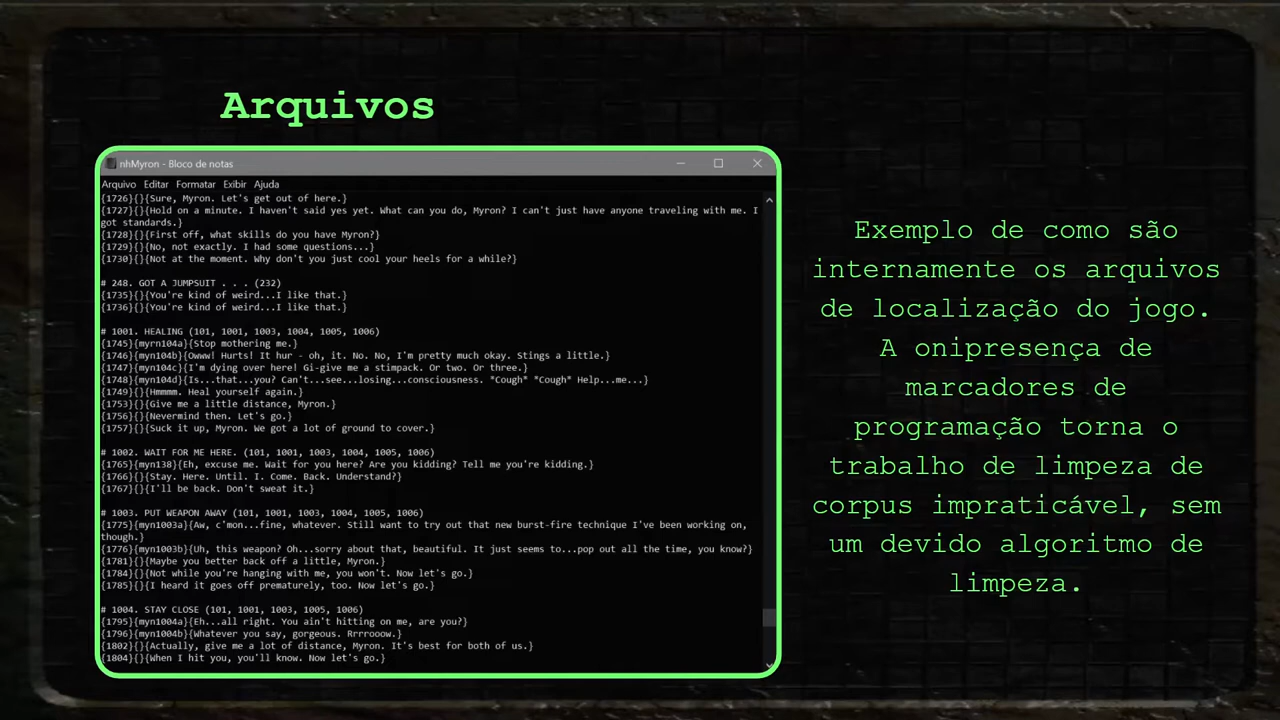 Arquivos
nhMyron - Bloco de notas
Arquivo Editar Formatar Exibir Ajuda
{1726}{}{Sure, Myron. Let's get out of here.}
{1727}{}{Hold on a minute. I haven't said yes yet. What can you do, Myron? I can't just have anyone traveling with me. I
got standards.}
{1728}{}{First off, what skills do you have Myron?}
{1729}{}{No, not exactly. I had some questions...}
{1730}{}{Not at the moment. Why don't you just cool your heels for a while?}
# 248. GOT A JUMPSUIT . . . (232)
{1735}{}{You're kind of weird...I like that.}
{1736}{}{You're kind of weird...I like that.}
# 1001. HEALING (101, 1001, 1003, 1004, 1005, 1006)
{1745}{myrn104a}{Stop mothering me.}
{1746}{myn104b}{Owww! Hurts! It hur - oh, it. No. No, I'm pretty much okay. Stings a little.}
{1747}{myn104c}{I'm dying over here! Gi-give me a stimpack. Or two. Or three.}
{1748}{myn104d}{Is...that...you? Can't...see...losing...consciousness. *Cough* *Cough* Help...me...}
{1749}{}{Hmmmm. Heal yourself again.}
{1753}{}{Give me a little distance, Myron.}
{1756}{}{Nevermind then. Let's go.}
{1757}{}{Suck it up, Myron. We got a lot of ground to cover.}
# 1002. WAIT FOR ME HERE. (101, 1001, 1003, 1004, 1005, 1006)
{1765}{myn138}{Eh, excuse me. Wait for you here? Are you kidding? Tell me you're kidding.}
{1766}{}{Stay. Here. Until. I. Come. Back. Understand?}
{1767}{}{I'll be back. Don't sweat it.}
# 1003. PUT WEAPON AWAY (101, 1001, 1003, 1004, 1005, 1006)
{1775}{myn1003a}{Aw, c'mon...fine, whatever. Still want to try out that new burst-fire technique I've been working on,
though.}
{1776}{myn1003b}{Uh, this weapon? Oh...sorry about that, beautiful. It just seems to...pop out all the time, you know?}
{1781}{}{Maybe you better back off a little, Myron.}
{1784}{}{Not while you're hanging with me, you won't. Now let's go.}
{1785}{}{I heard it goes off prematurely, too. Now let's go.}
# 1004. STAY CLOSE (101, 1001, 1003, 1005, 1006)
{1795}{myn1004a}{Eh...all right. You ain't hitting on me, are you?}
{1796}{myn1004b}{Whatever you say, gorgeous. Rrrrooow.}
{1802}{}{Actually, give me a lot of distance, Myron. It's best for both of us.}
{1804}{}{When I hit you, you'll know. Now let's go.}
Exemplo de como são
internamente os arquivos
de localização do jogo.
A onipresença de
marcadores de
programação torna o
trabalho de limpeza de
corpus impraticável, sem
um devido algoritmo de
limpeza.